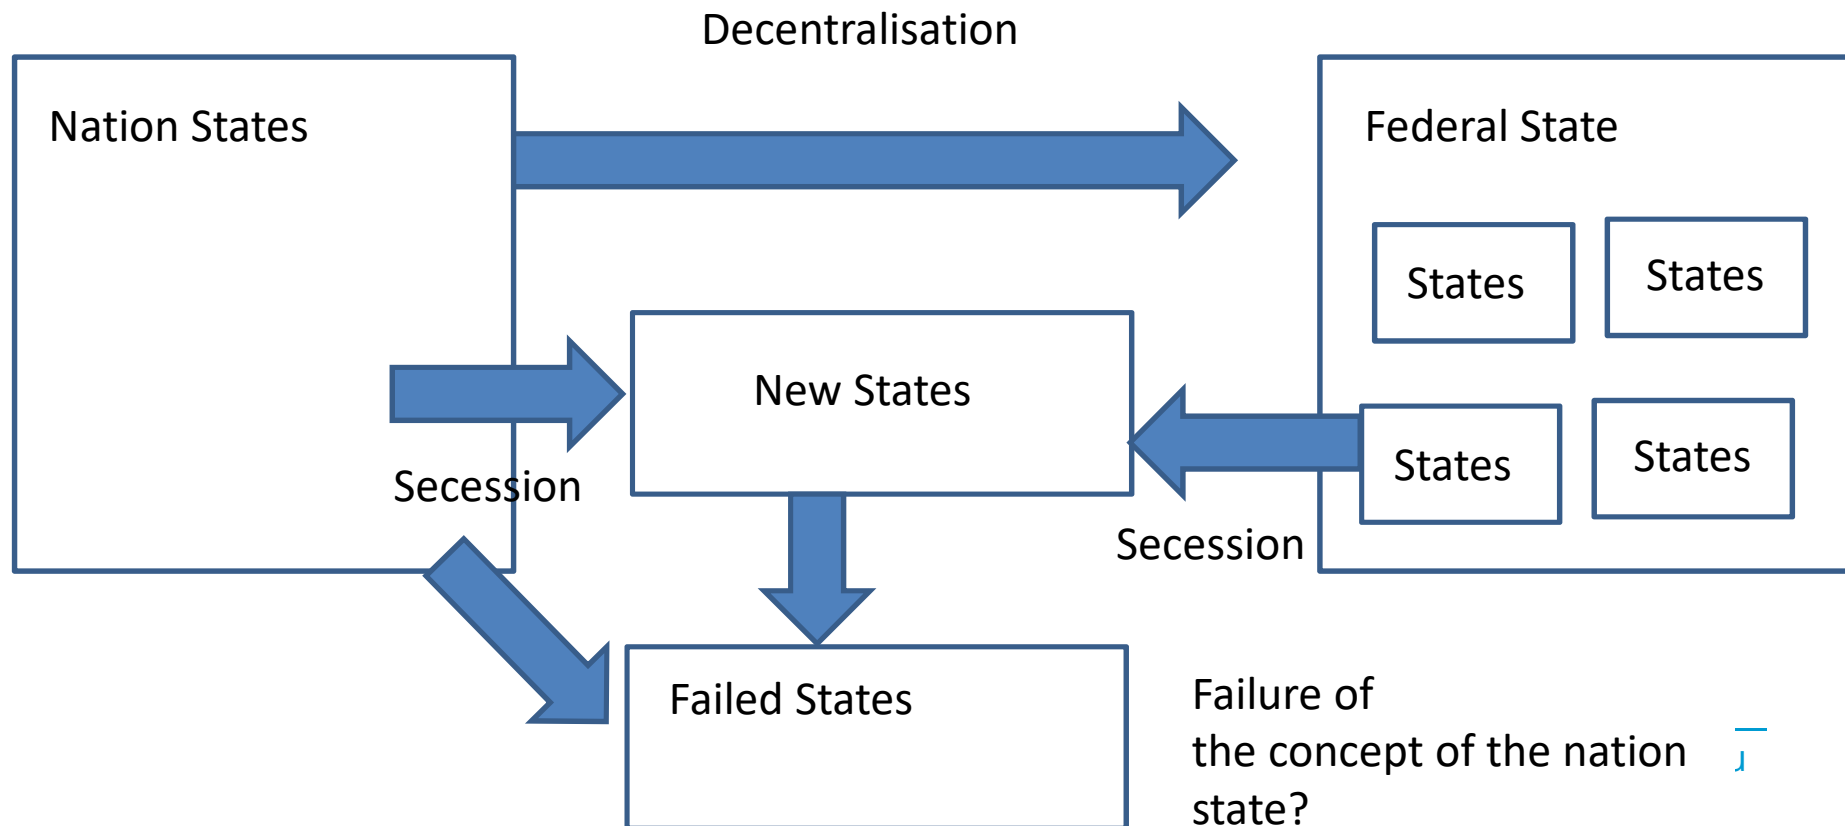 Decentralisation
Nation States
Federal State
States
States
New States
States
States
Secession
Secession
Failed States
Failure of
the concept of the nation
state?